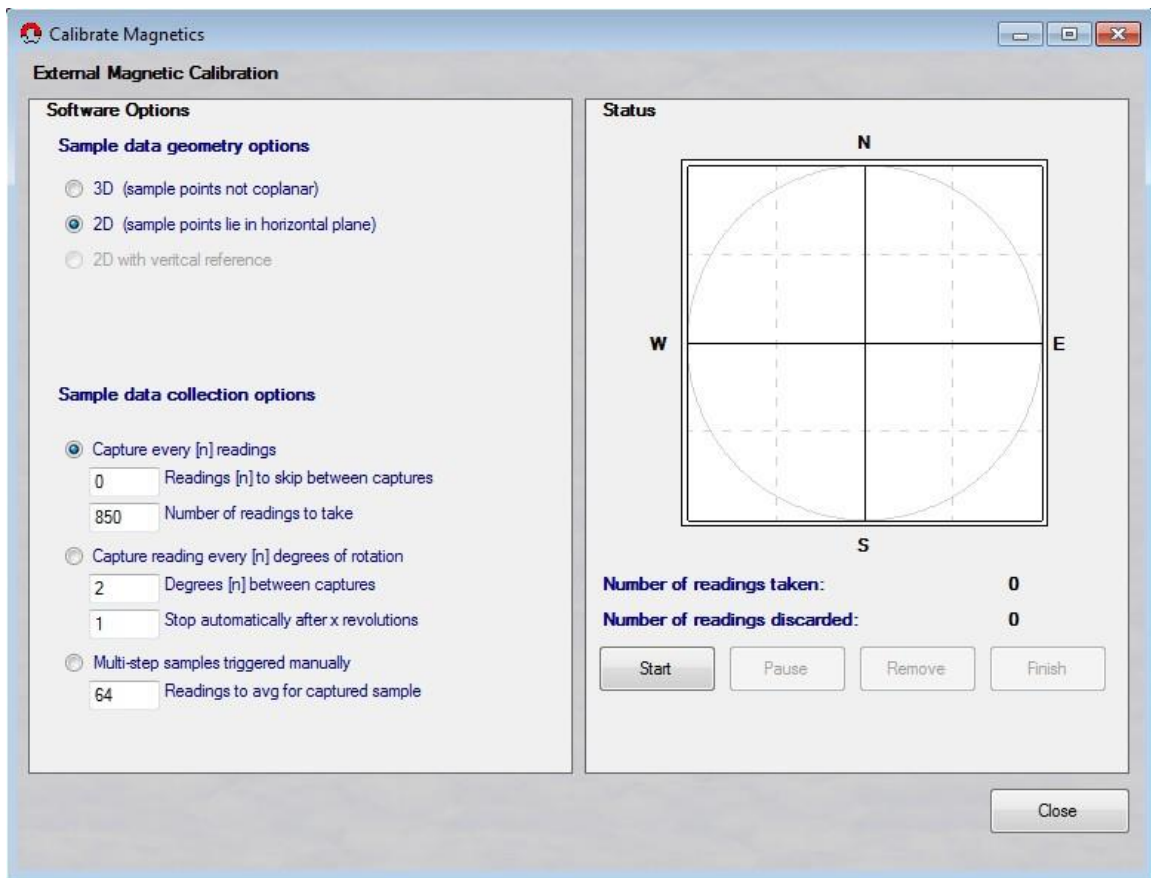 Calibrate Magnetics
External Magnetic Calibration
Software Options
Sample data geometry options
3D (sample points not coplanar)
2D (sample points lie in horizontal plane)
2D with veritcal reference
Sample data collection options
Capture every [n] readings
0 Readings [n] to skip between captures
850 Number of readings to take
Capture reading every [n] degrees of rotation
2 Degrees [n] between captures
1 Stop automatically after x revolutions
Multi-step samples triggered manually
64 Readings to avg for captured sample
Status
N
W E
S
Number of readings taken: 0
Number of readings discarded: 0
Start Pause Remove Finish
Close